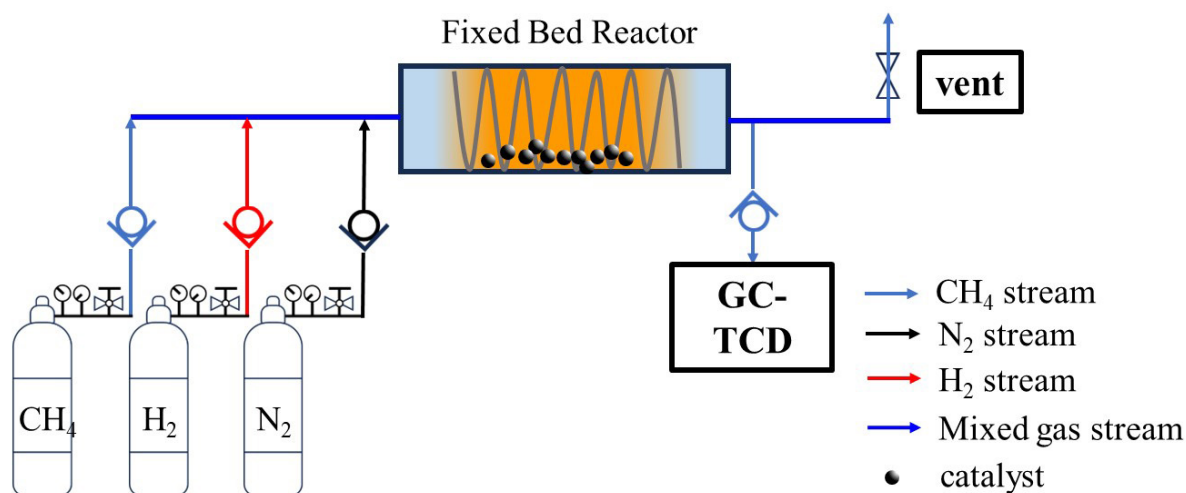 Fixed Bed Reactor
vent
GC-
TCD
CH₄
H₂
N₂
CH₄ stream
N₂ stream
H₂ stream
Mixed gas stream
catalyst